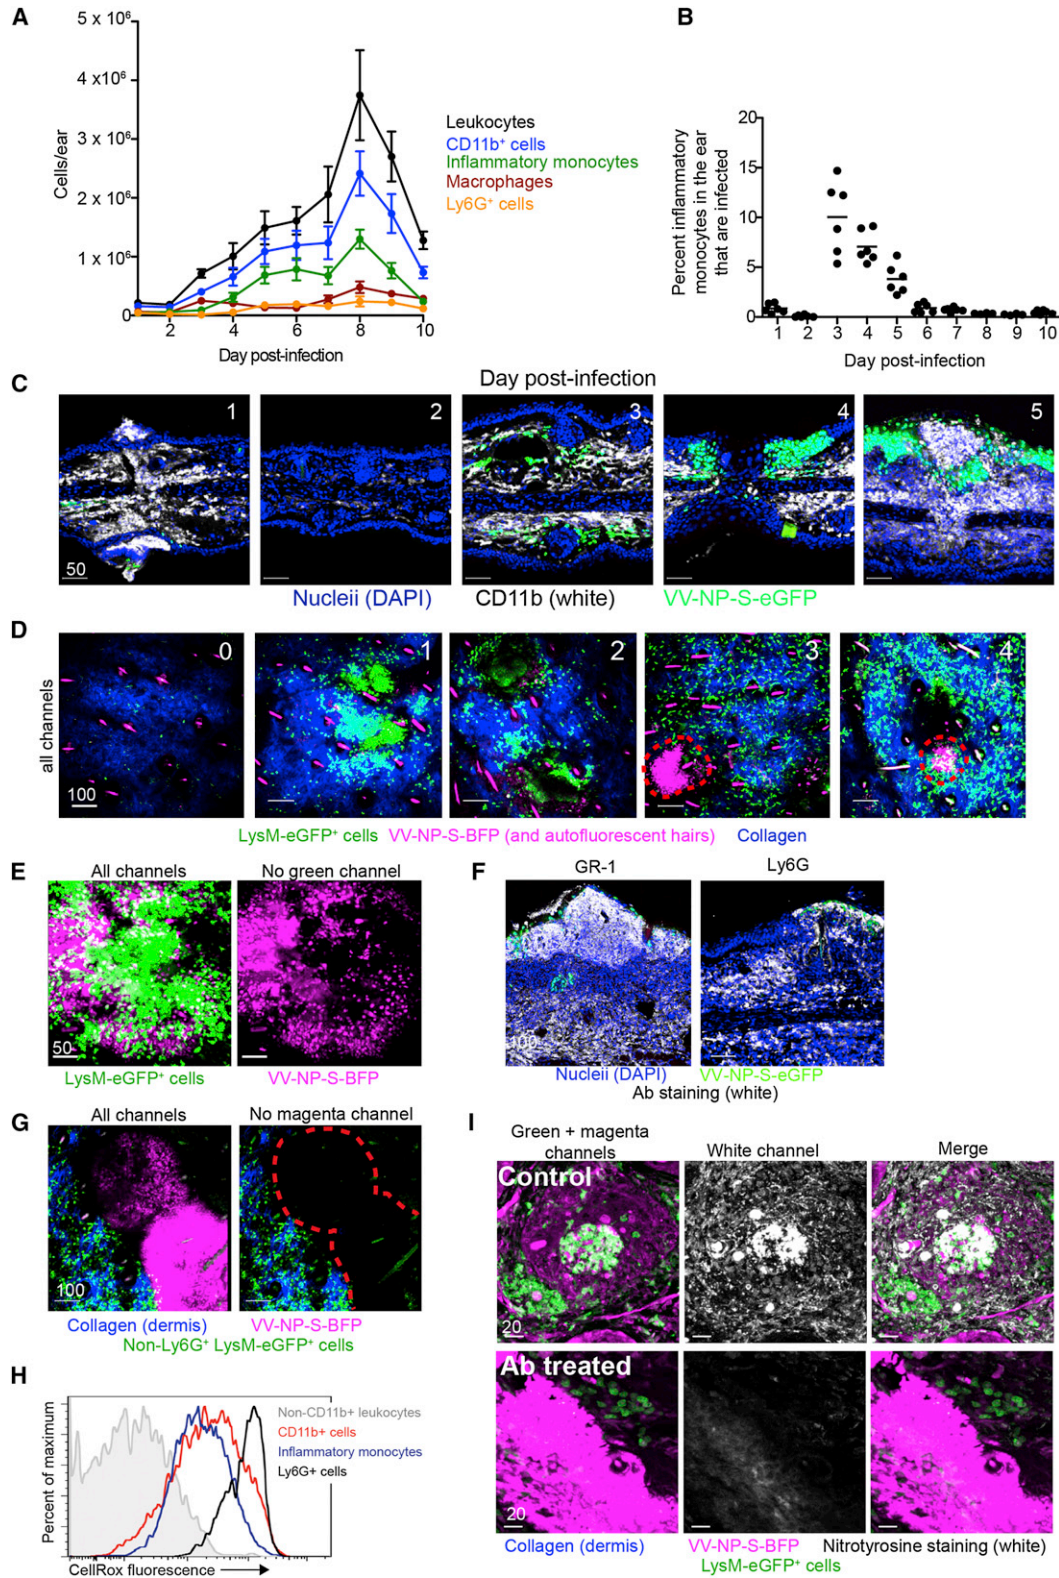 A
5 x 10⁶
4 x 10⁶
3 x 10⁶
2 x 10⁶
1 x 10⁶
0
Cells/ear
2
4
6
8
10
Day post-infection
Leukocytes
CD11b⁺ cells
Inflammatory monocytes
Macrophages
Ly6G⁺ cells
B
Percent inflammatory
monocytes in the ear
that are infected
20
15
10
5
0
1 2 3 4 5 6 7 8 9 10
Day post-infection
C
Day post-infection
1
2
3
4
5
50
Nucleii (DAPI)
CD11b (white)
VV-NP-S-eGFP
D
all channels
0
1
2
3
4
100
LysM-eGFP⁺ cells VV-NP-S-BFP (and autofluorescent hairs) Collagen
E
All channels
No green channel
50
LysM-eGFP⁺ cells
VV-NP-S-BFP
F
GR-1
Ly6G
100
Nucleii (DAPI)
VV-NP-S-eGFP
Ab staining (white)
G
All channels
No magenta channel
100
Collagen (dermis)
VV-NP-S-BFP
Non-Ly6G⁺ LysM-eGFP⁺ cells
H
Percent of maximum
Non-CD11b+ leukocytes
CD11b+ cells
Inflammatory monocytes
Ly6G+ cells
CellRox fluorescence
I
Green + magenta
channels
White channel
Merge
Control
20
Ab treated
20
Collagen (dermis)
VV-NP-S-BFP
Nitrotyrosine staining (white)
LysM-eGFP⁺ cells